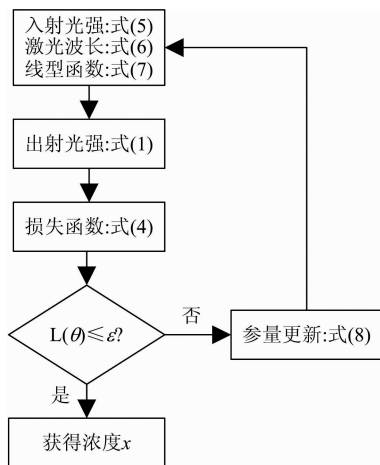 入射光强:式(5)
激光波长:式(6)
线型函数:式(7)
出射光强:式(1)
损失函数:式(4)
L(θ)≤ε?
否
参量更新:式(8)
是
获得浓度x